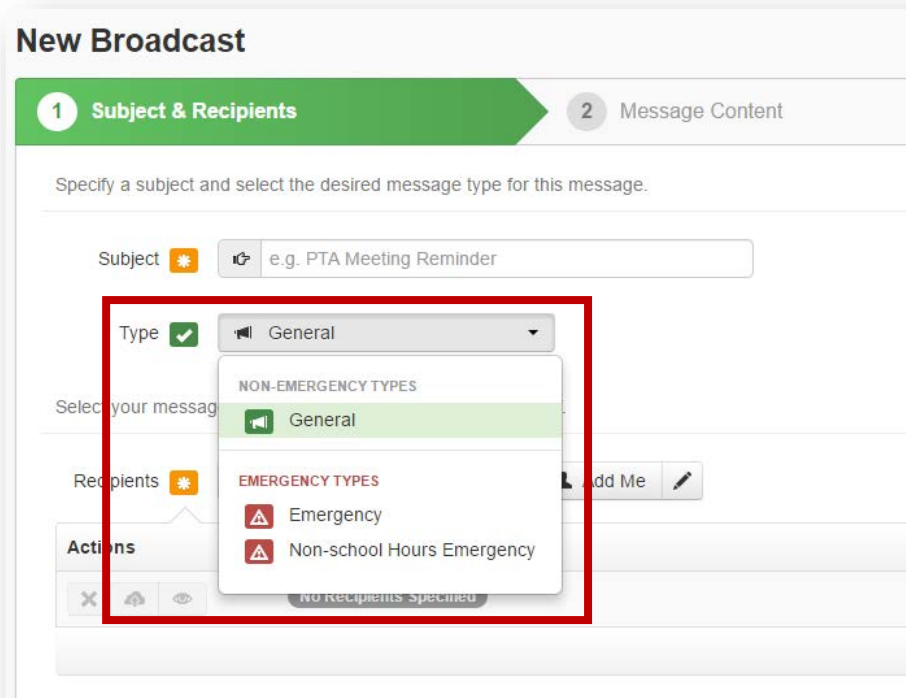 New Broadcast
1 Subject & Recipients
2 Message Content
Specify a subject and select the desired message type for this message.
Subject
e.g. PTA Meeting Reminder
Type
General
NON-EMERGENCY TYPES
Select your
General
Recipients
EMERGENCY TYPES
Add Me
Emergency
Actions
Non-school Hours Emergency
No Recipients Specified